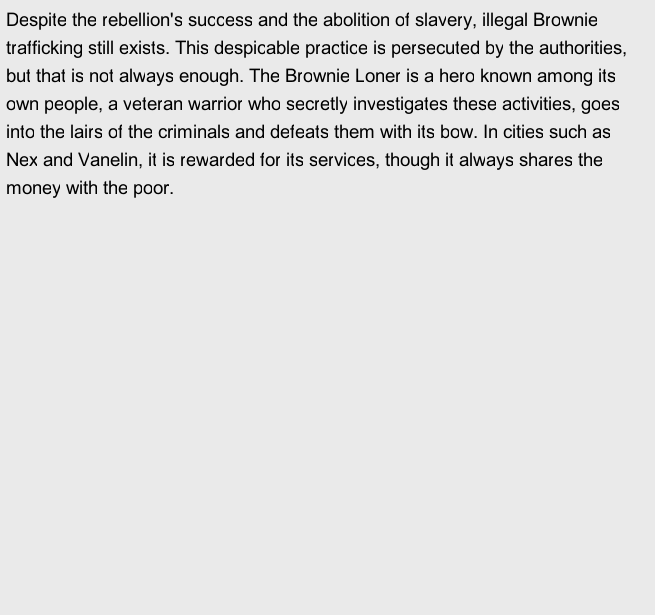 Despite the rebellion's success and the abolition of slavery, illegal Brownie
trafficking still exists. This despicable practice is persecuted by the authorities,
but that is not always enough. The Brownie Loner is a hero known among its
own people, a veteran warrior who secretly investigates these activities, goes
into the lairs of the criminals and defeats them with its bow. In cities such as
Nex and Vanelin, it is rewarded for its services, though it always shares the
money with the poor.